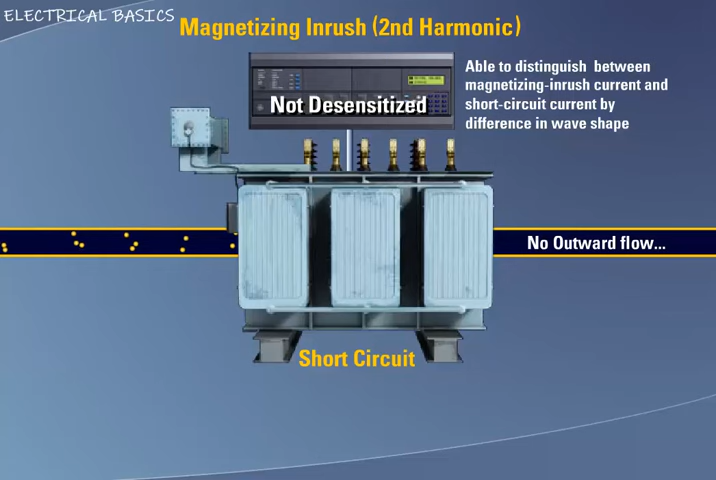 ELECTRICAL BASICS
Magnetizing Inrush (2nd Harmonic)
Able to distinguish between
magnetizing-inrush current and
short-circuit current by
difference in wave shape
Not Desensitized
No Outward flow...
Short Circuit